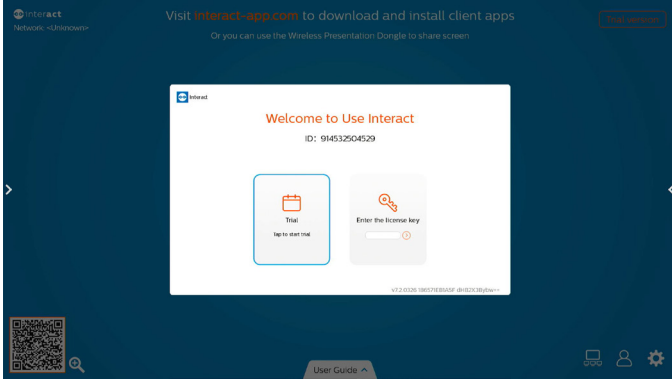 interact
Network: <Unknown>
Visit interact-app.com to download and install client apps
Or you can use the Wireless Presentation Dongle to share screen
Trial version
Interact
Welcome to Use Interact
ID: 914532504529
Trial
Tap to start trial
Enter the license key
User Guide